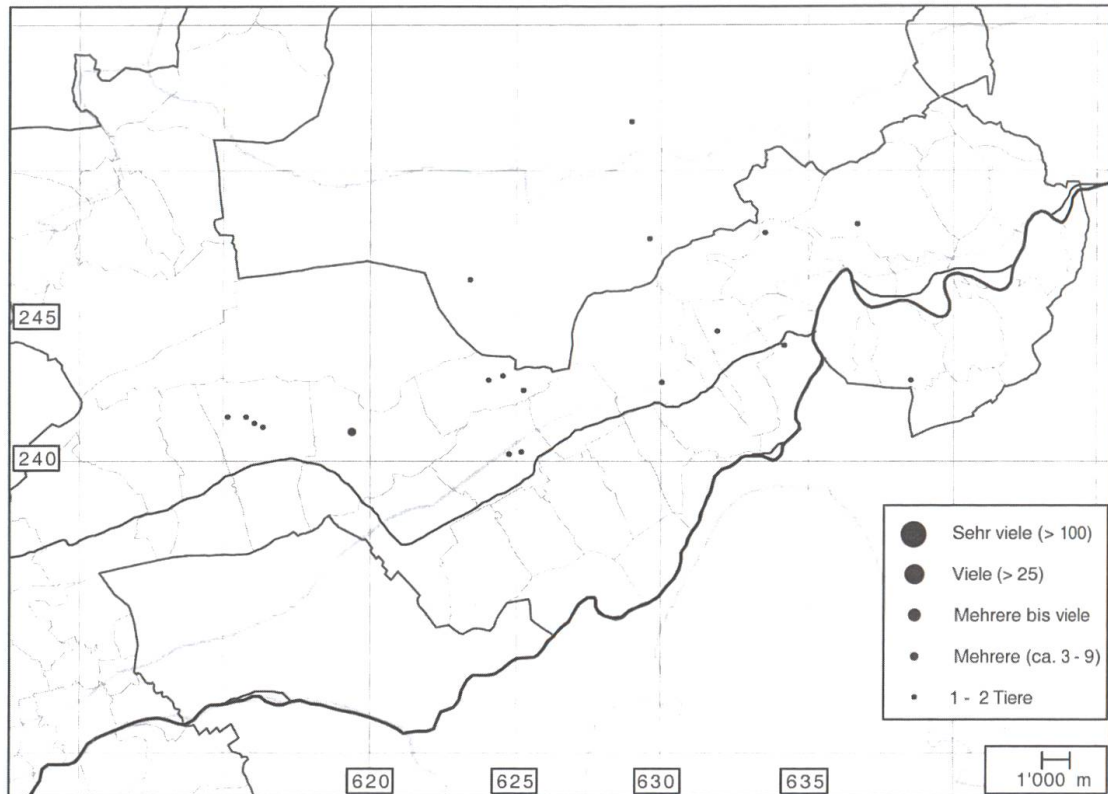 245
240
Sehr viele (> 100)
Viele (> 25)
Mehrere bis viele
Mehrere (ca. 3 - 9)
1 - 2 Tiere
620
625
630
635
1'000 m